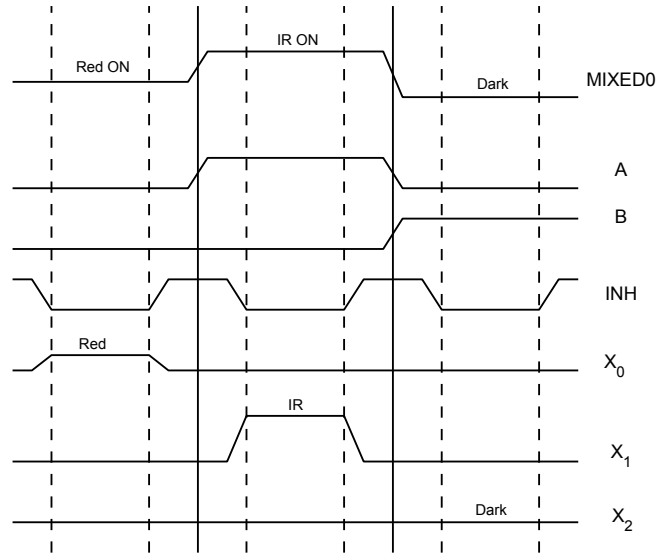 IR ON
Red ON
Dark
MIXED0
A
B
INH
Red
X0
IR
X1
Dark
X2